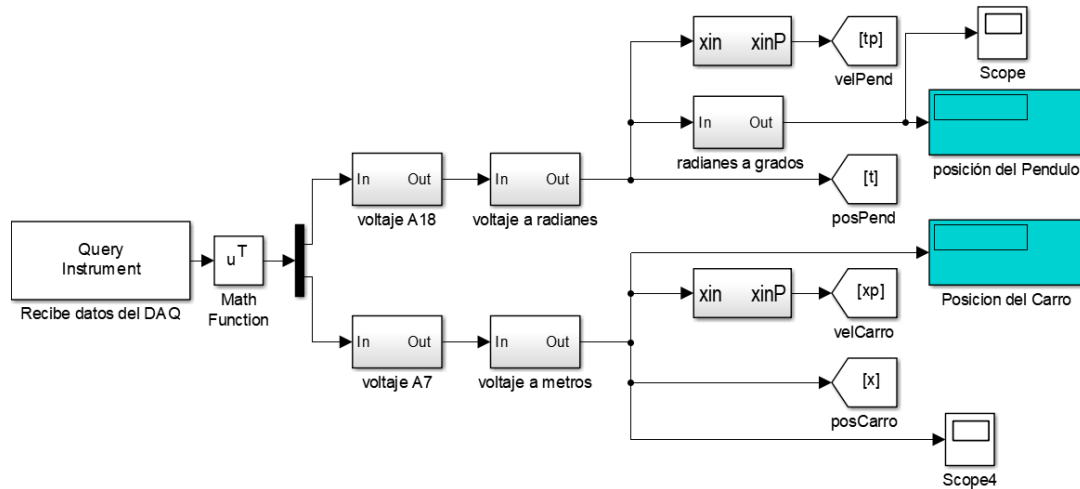 xin xinP
[tp]
velPend
Scope
In Out
radianes a grados
posición del Pendulo
In Out
voltaje A18
In Out
voltaje a radianes
[t]
posPend
Query
Instrument
Recibe datos del DAQ
u T
Math
Function
Posicion del Carro
xin xinP
[xp]
velCarro
In Out
voltaje A7
In Out
voltaje a metros
[x]
posCarro
Scope4